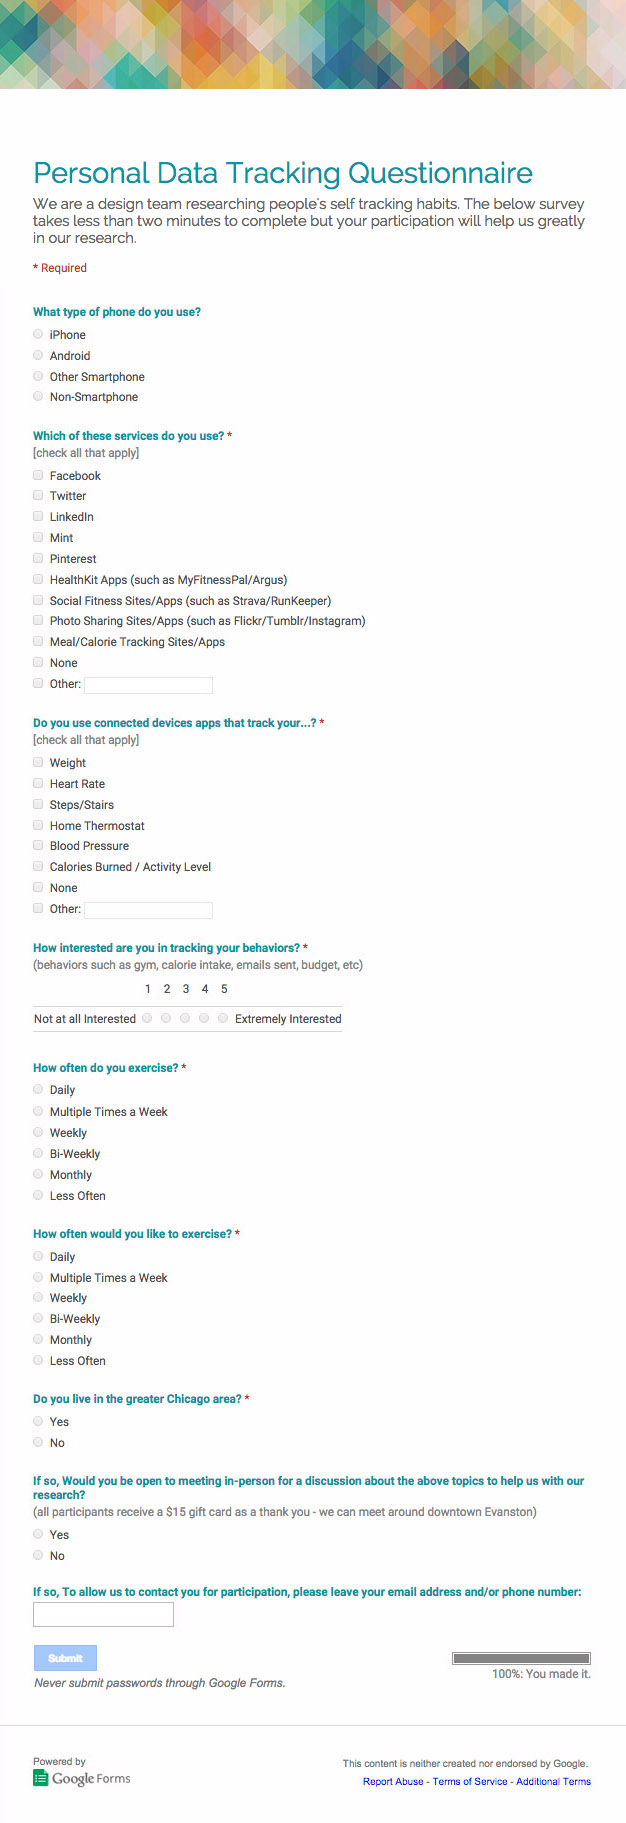 Personal Data Tracking Questionnaire
We are a design team researching people's self tracking habits. The below survey
takes less than two minutes to complete but your participation will help us greatly
in our research.
* Required
What type of phone do you use?
iPhone
Android
Other Smartphone
Non-Smartphone
Which of these services do you use? *
[check all that apply]
Facebook
Twitter
LinkedIn
Mint
Pinterest
HealthKit Apps (such as MyFitnessPal/Argus)
Social Fitness Sites/Apps (such as Strava/RunKeeper)
Photo Sharing Sites/Apps (such as Flickr/Tumblr/Instagram)
Meal/Calorie Tracking Sites/Apps
None
Other:
Do you use connected devices apps that track your...? *
[check all that apply]
Weight
Heart Rate
Steps/Stairs
Home Thermostat
Blood Pressure
Calories Burned / Activity Level
None
Other:
How interested are you in tracking your behaviors? *
(behaviors such as gym, calorie intake, emails sent, budget, etc)
1 2 3 4 5
Not at all Interested Extremely Interested
How often do you exercise? *
Daily
Multiple Times a Week
Weekly
Bi-Weekly
Monthly
Less Often
How often would you like to exercise? *
Daily
Multiple Times a Week
Weekly
Bi-Weekly
Monthly
Less Often
Do you live in the greater Chicago area? *
Yes
No
If so, Would you be open to meeting in-person for a discussion about the above topics to help us with our
research?
(all participants receive a $15 gift card as a thank you - we can meet around downtown Evanston)
Yes
No
If so, To allow us to contact you for participation, please leave your email address and/or phone number:
Submit
Never submit passwords through Google Forms.
100%: You made it.
Powered by
Google Forms
This content is neither created nor endorsed by Google.
Report Abuse - Terms of Service - Additional Terms